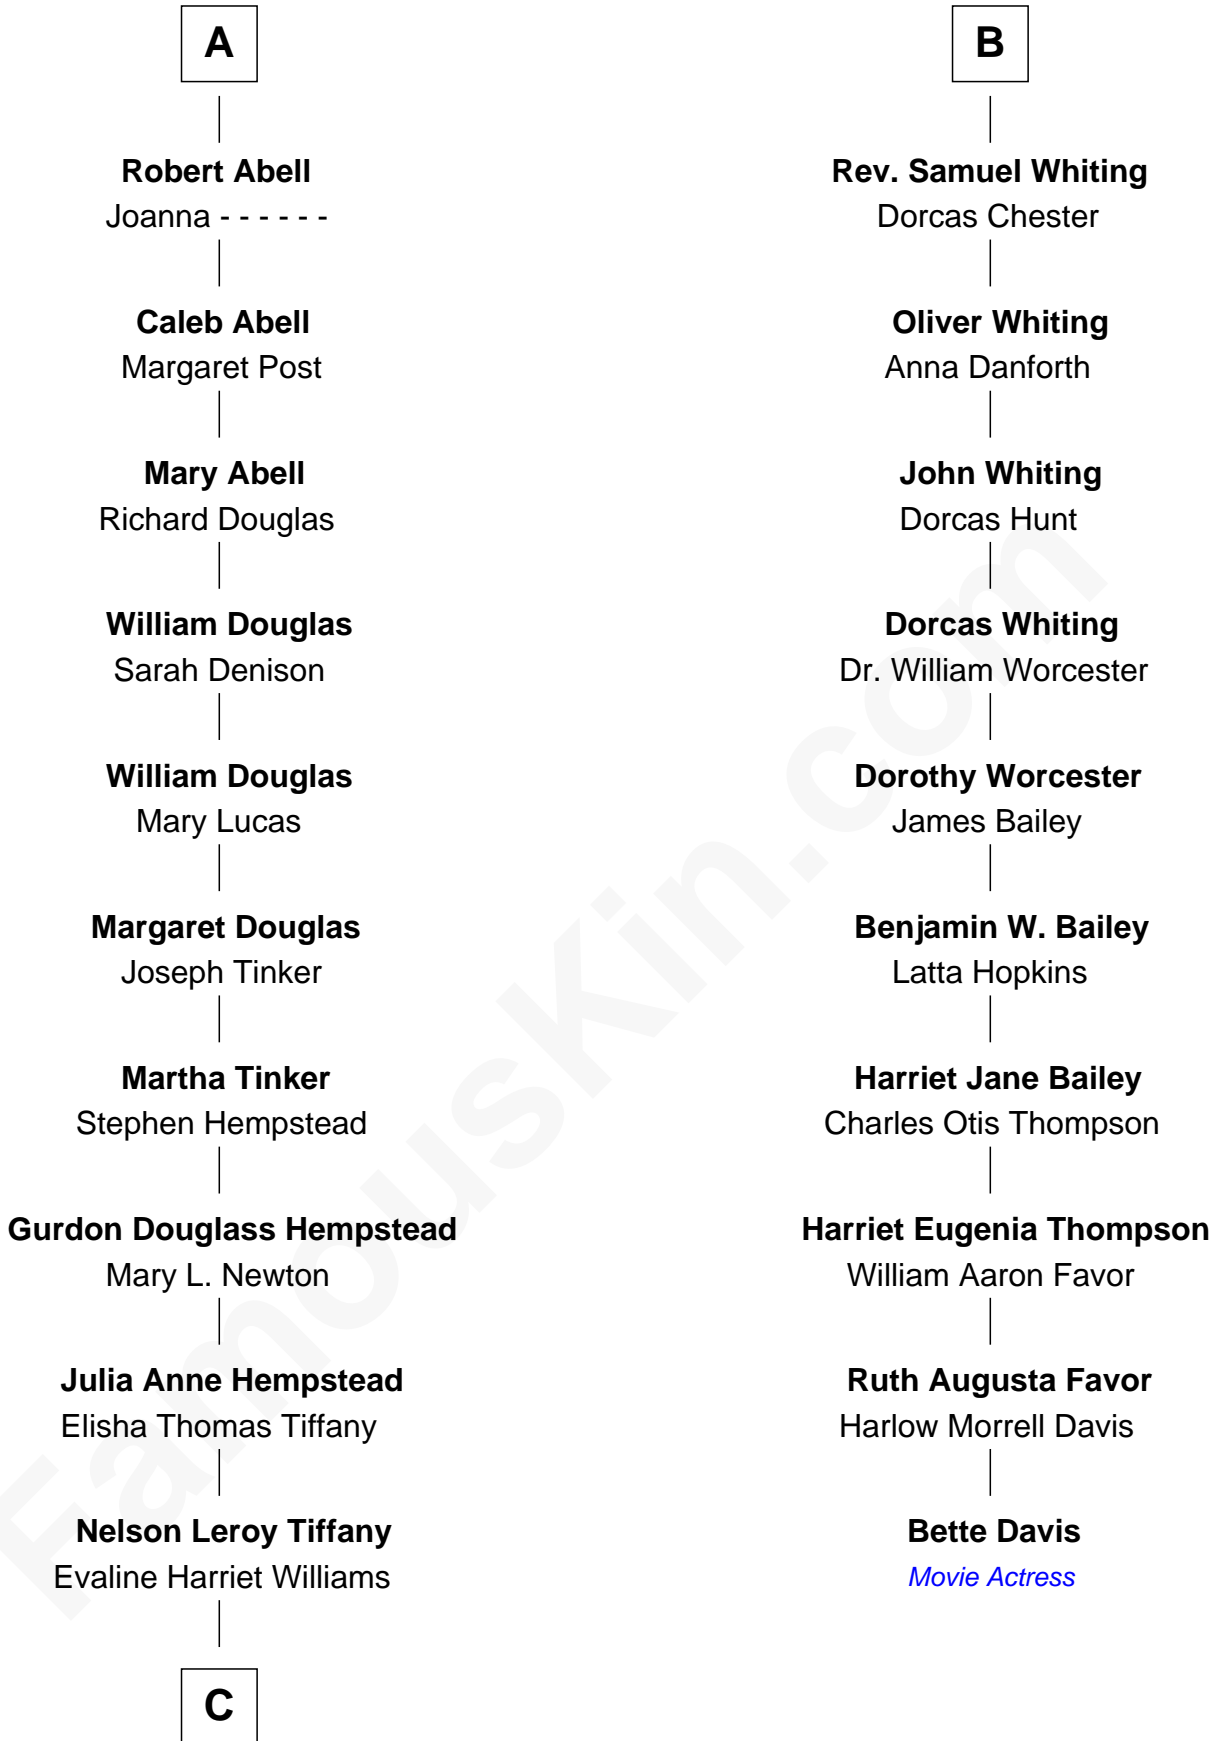 A
Robert Abell
Joanna - - - - - -
Caleb Abell
Margaret Post
Mary Abell
Richard Douglas
William Douglas
Sarah Denison
William Douglas
Mary Lucas
Margaret Douglas
Joseph Tinker
Martha Tinker
Stephen Hempstead
Gurdon Douglass Hempstead
Mary L. Newton
Julia Anne Hempstead
Elisha Thomas Tiffany
Nelson Leroy Tiffany
Evaline Harriet Williams
C
B
Rev. Samuel Whiting
Dorcas Chester
Oliver Whiting
Anna Danforth
John Whiting
Dorcas Hunt
Dorcas Whiting
Dr. William Worcester
Dorothy Worcester
James Bailey
Benjamin W. Bailey
Latta Hopkins
Harriet Jane Bailey
Charles Otis Thompson
Harriet Eugenia Thompson
William Aaron Favor
Ruth Augusta Favor
Harlow Morrell Davis
Bette Davis
Movie Actress
FamousKin.com